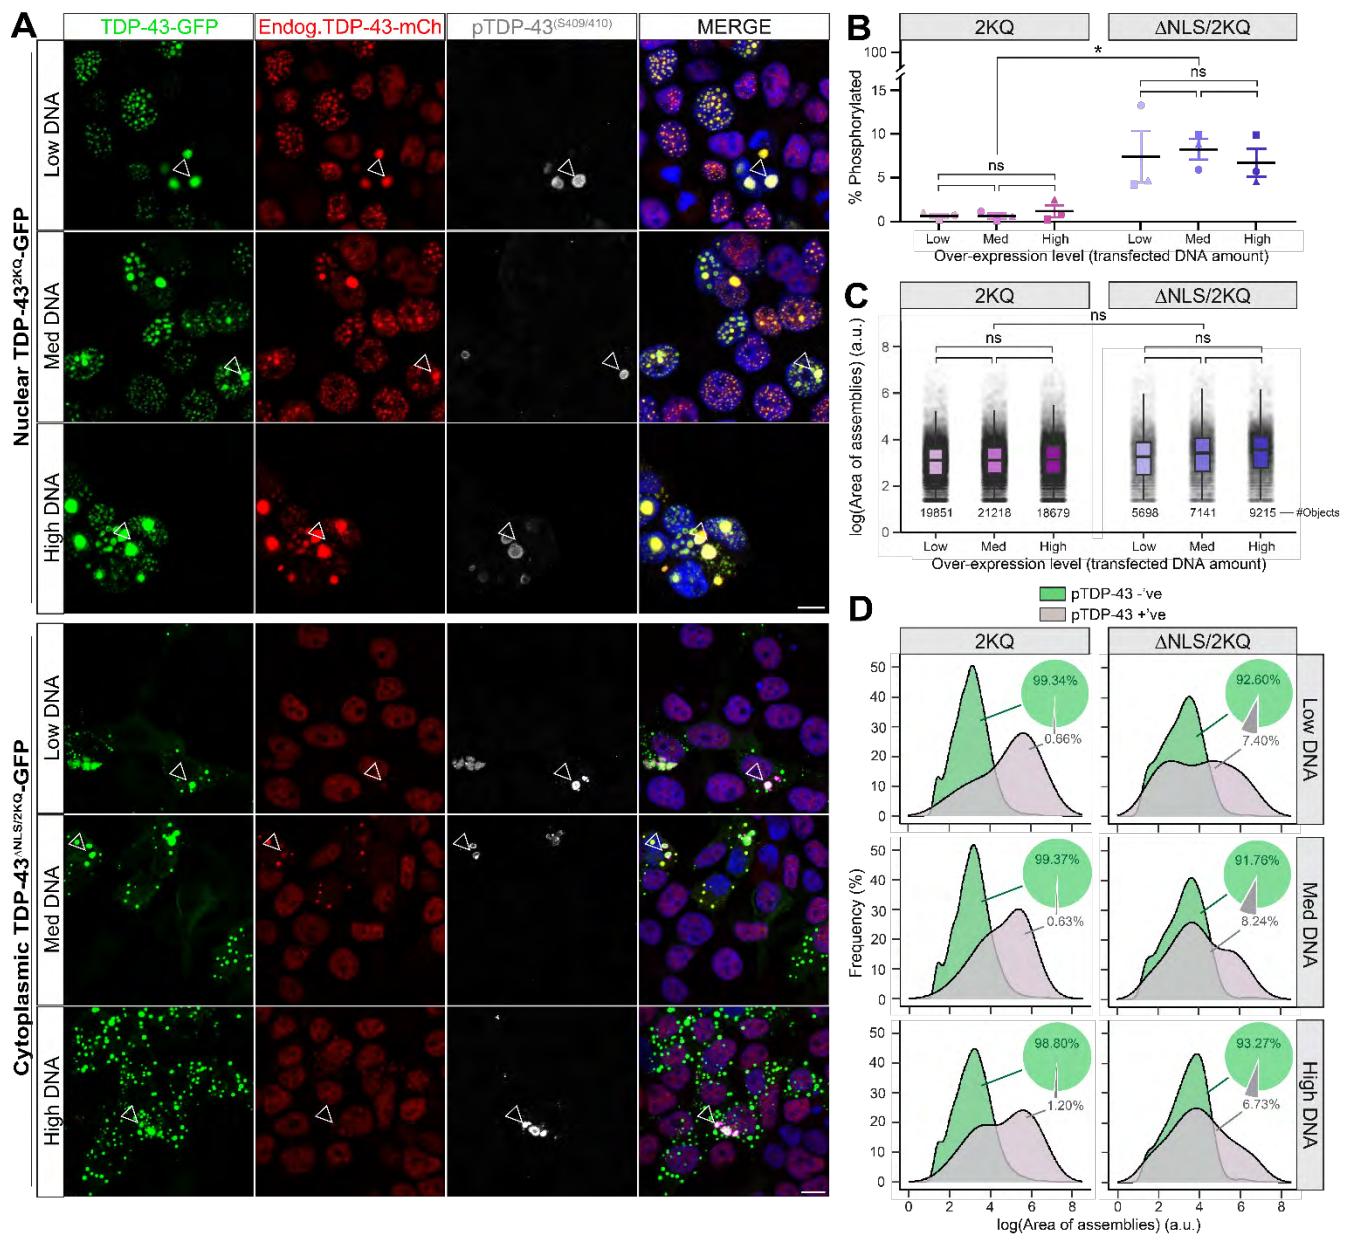 A
TDP-43-GFP
Endog.TDP-43-mCh
pTDP-43(S409/410)
MERGE
Nuclear TDP-43 2KQ-GFP
Low DNA
Med DNA
High DNA
Cytoplasmic TDP-43 ΔNLS/2KQ-GFP
Low DNA
Med DNA
High DNA
B
2KQ
ΔNLS/2KQ
% Phosphorylated
100
15
10
5
0
*
ns
ns
Low Med High Low Med High
Over-expression level (transfected DNA amount)
C
2KQ
ΔNLS/2KQ
log(Area of assemblies) (a.u.)
8
6
4
2
0
ns
ns
ns
19851 21218 18679 5698 7141 9215 #Objects
Low Med High Low Med High
Over-expression level (transfected DNA amount)
pTDP-43 -'ve
pTDP-43 +'ve
D
2KQ
ΔNLS/2KQ
Frequency (%)
50
40
30
20
10
0
99.34%
0.66%
92.60%
7.40%
Low DNA
50
40
30
20
10
0
99.37%
0.63%
91.76%
8.24%
Med DNA
50
40
30
20
10
0
98.80%
1.20%
93.27%
6.73%
High DNA
0 2 4 6 8 0 2 4 6 8
log(Area of assemblies) (a.u.)